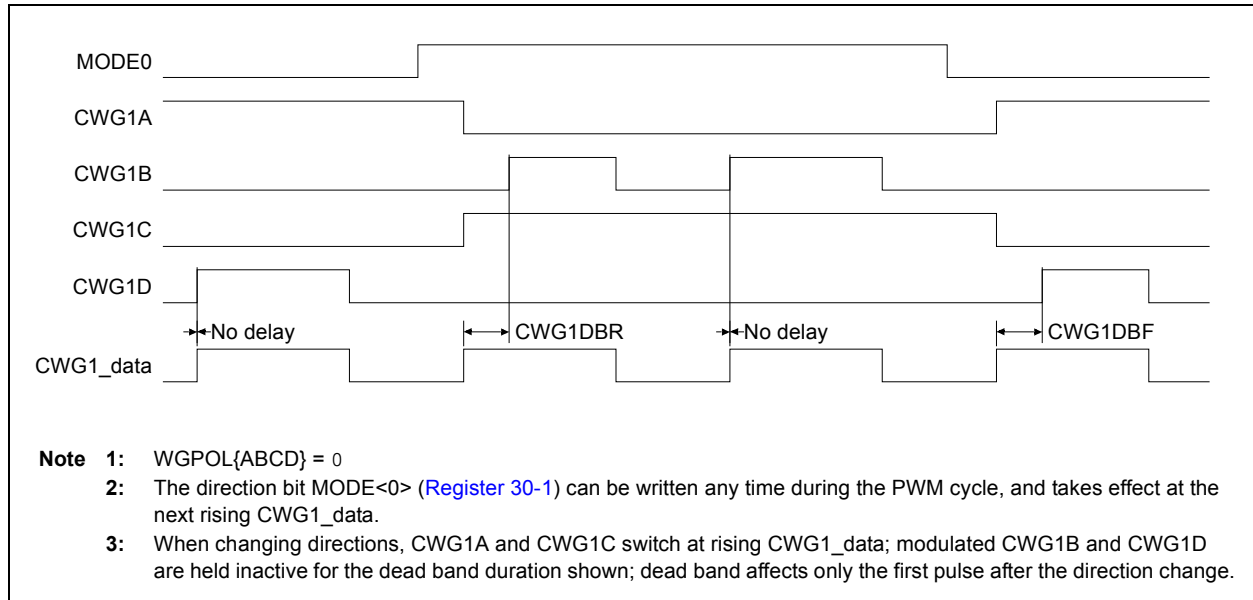 MODE0
CWG1A
CWG1B
CWG1C
CWG1D
No delay CWG1DBR No delay CWG1DBF
CWG1_data
Note 1: WGPOL{ABCD} = 0
2: The direction bit MODE<0> (Register 30-1) can be written any time during the PWM cycle, and takes effect at the
next rising CWG1_data.
3: When changing directions, CWG1A and CWG1C switch at rising CWG1_data; modulated CWG1B and CWG1D
are held inactive for the dead band duration shown; dead band affects only the first pulse after the direction change.